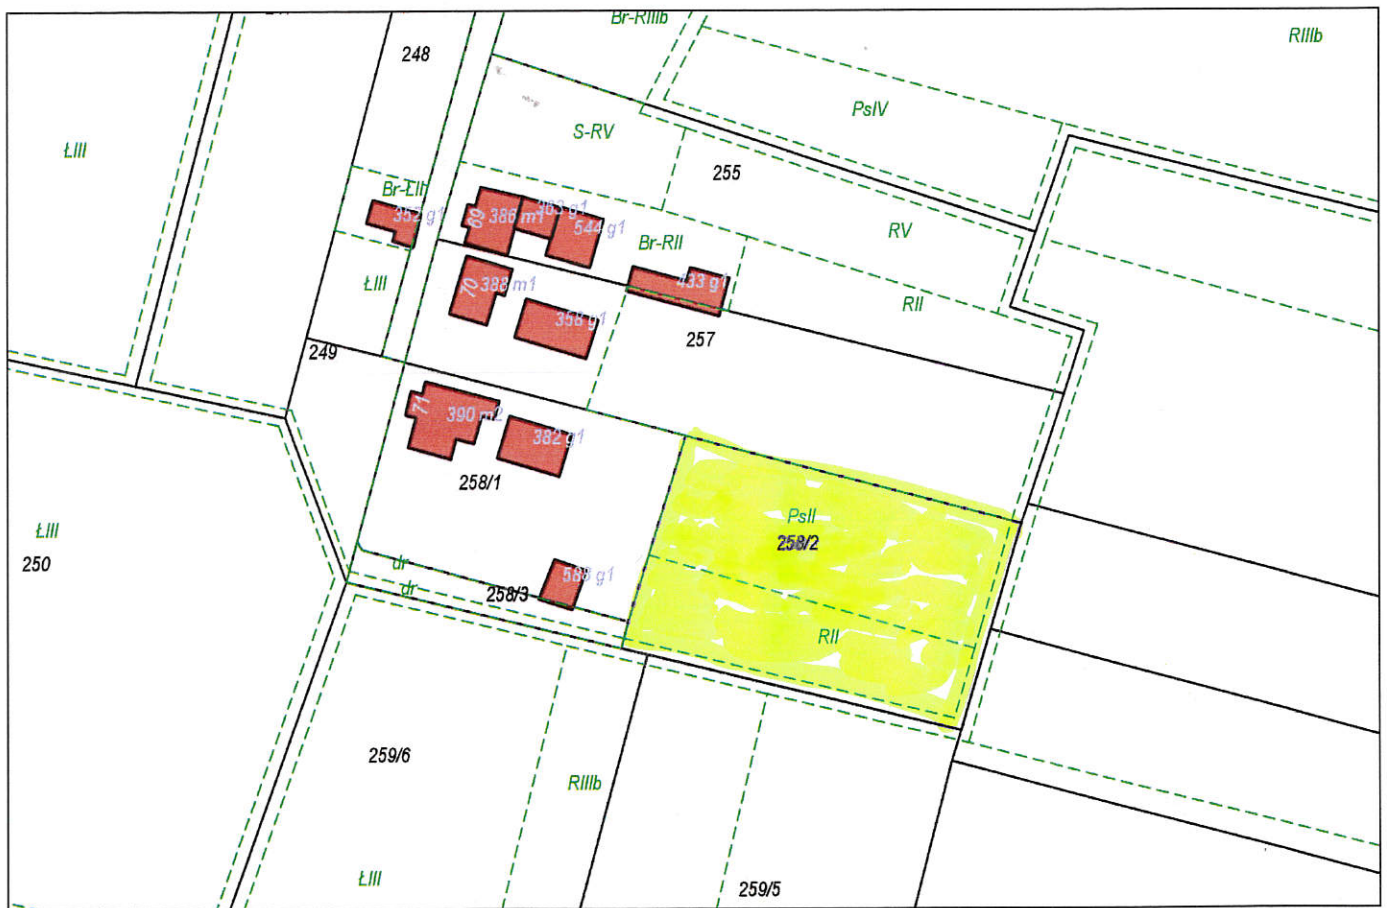 Br-RIIIb
RIIIb
248
PsIV
S-RV
ŁIII
255
Br-ŁIII
352 g1
69
386 m1
383 g1
544 g1
RV
Br-RII
ŁIII
70
388 m1
433 g1
RII
358 g1
257
249
71
390 m2
382 g1
258/1
PsII
ŁIII
258/2
250
dr
588 g1
dr
258/3
RII
259/6
RIIIb
ŁIII
259/5